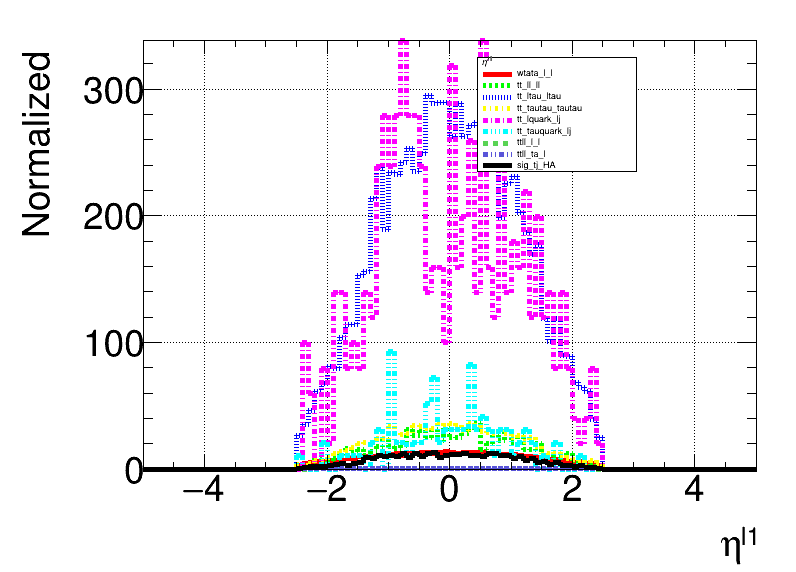 Normalized
300
200
100
0
η^l1
wtata_l_l
tt_ll_ll
tt_ltau_ltau
tt_tautau_tautau
tt_lquark_lj
tt_tauquark_lj
ttll_l_l
ttll_ta_l
sig_tj_HA
−4 −2 0 2 4
η^l1